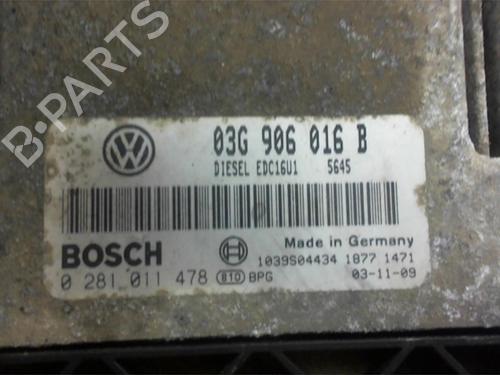 03G 906 016 B
DIESEL EDC16U1 5645
BOSCH
Made in Germany
1039S04434 1877 1471
0 281 011 478 810 BPG 03-11-09
B-PARTS